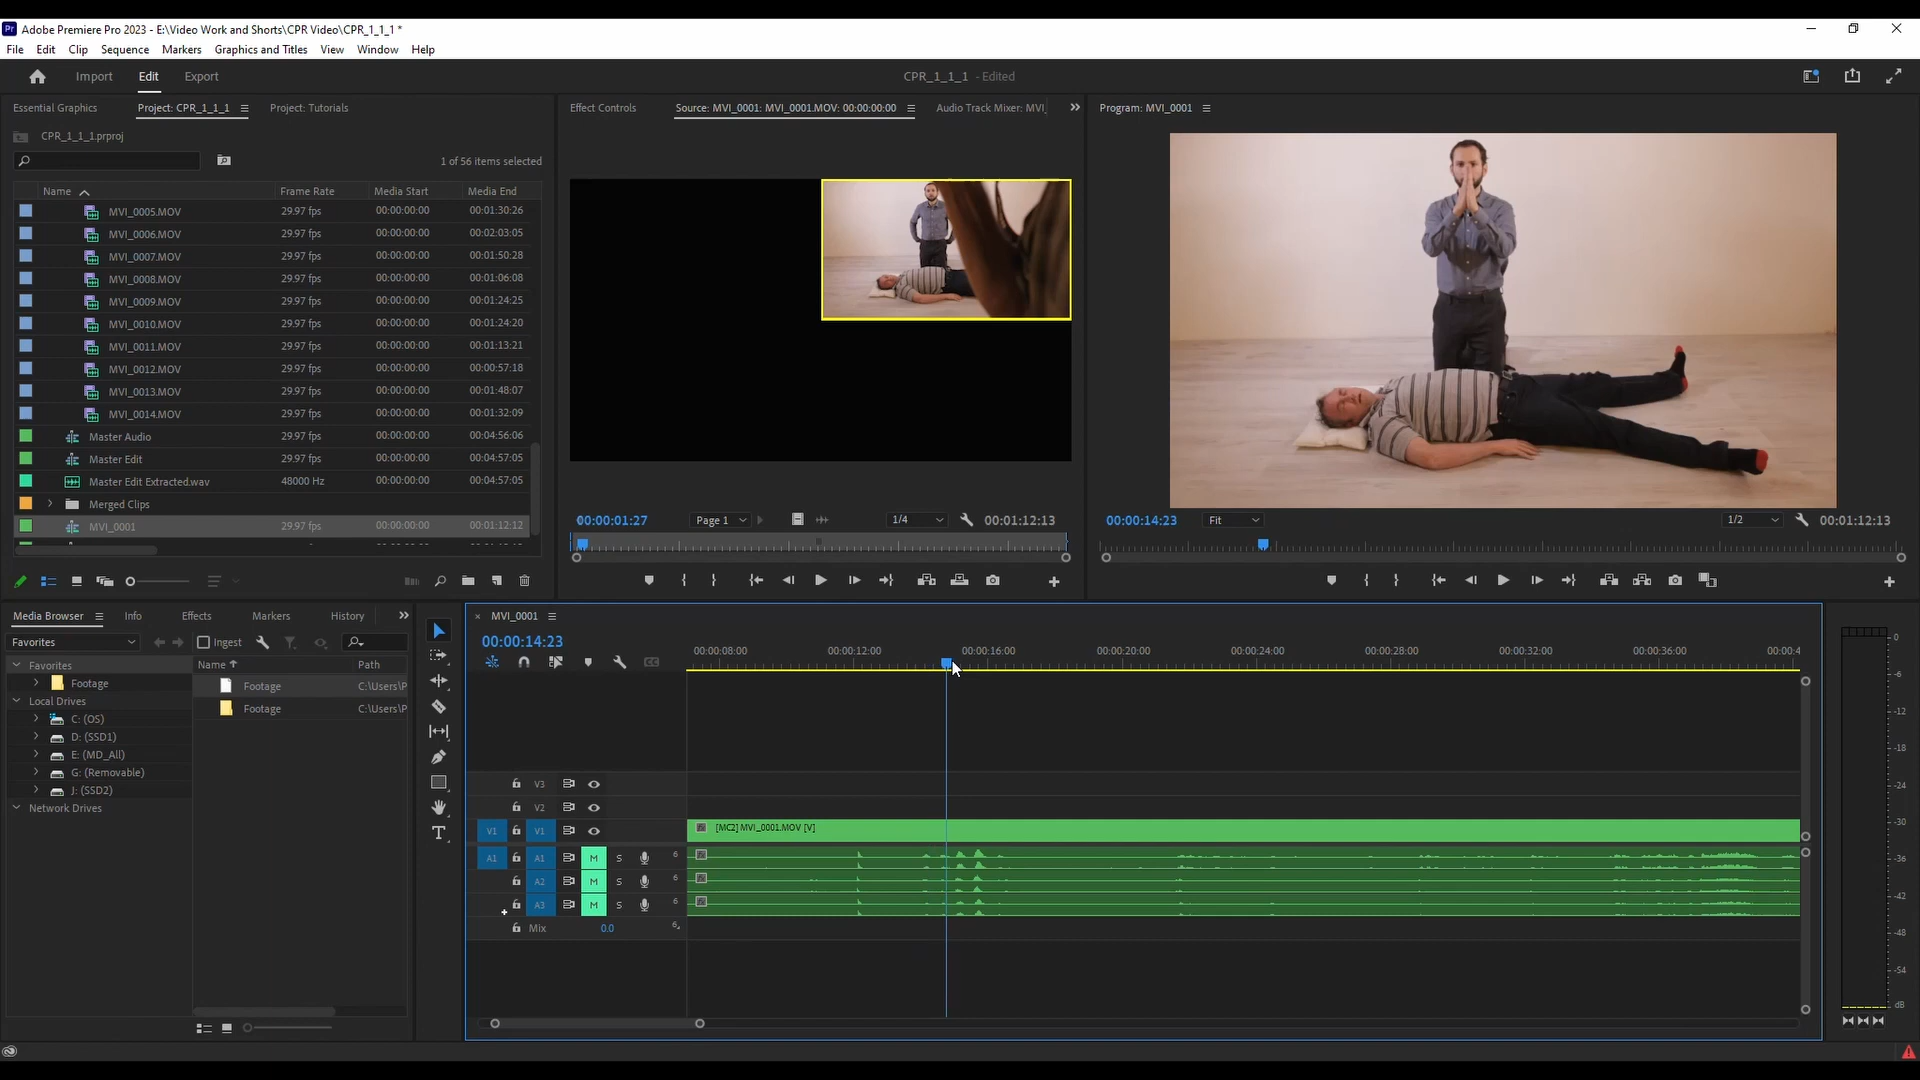 Adobe Premiere Pro 2023 - E:\Video Work and Shorts\CPR Video\CPR_1_1_1 *
File Edit Clip Sequence Markers Graphics and Titles View Window Help
Import Edit Export
CPR_1_1_1 - Edited
Essential Graphics Project: CPR_1_1_1 Project: Tutorials
CPR_1_1_1.prproj
1 of 56 items selected
Name Frame Rate Media Start Media End
MVI_0005.MOV 29.97 fps 00:00:00:00 00:01:30:26
MVI_0006.MOV 29.97 fps 00:00:00:00 00:02:03:05
MVI_0007.MOV 29.97 fps 00:00:00:00 00:01:50:28
MVI_0008.MOV 29.97 fps 00:00:00:00 00:01:06:08
MVI_0009.MOV 29.97 fps 00:00:00:00 00:01:24:25
MVI_0010.MOV 29.97 fps 00:00:00:00 00:01:24:20
MVI_0011.MOV 29.97 fps 00:00:00:00 00:01:13:21
MVI_0012.MOV 29.97 fps 00:00:00:00 00:00:57:18
MVI_0013.MOV 29.97 fps 00:00:00:00 00:01:48:07
MVI_0014.MOV 29.97 fps 00:00:00:00 00:01:32:09
Master Audio 29.97 fps 00:00:00:00 00:04:56:06
Master Edit 29.97 fps 00:00:00:00 00:04:57:05
Master Edit Extracted.wav 48000 Hz 00:00:00:00 00:04:57:05
Merged Clips
MVI_0001 29.97 fps 00:00:00:00 00:01:12:12
Effect Controls Source: MVI_0001: MVI_0001.MOV: 00:00:00:00 Audio Track Mixer: MVI_
00:00:01:27 Page 1 1/4 00:01:12:13
Program: MVI_0001
00:00:14:23 Fit 1/2 00:01:12:13
Media Browser Info Effects Markers History
Favorites Ingest
Name Path
Favorites
Footage
Local Drives
C: (OS)
D: (SSD1)
E: (MD_All)
G: (Removable)
J: (SSD2)
Network Drives
Footage C:\Users\P
Footage C:\Users\P
MVI_0001
00:00:14:23
00:00:08:00 00:00:12:00 00:00:16:00 00:00:20:00 00:00:24:00 00:00:28:00 00:00:32:00 00:00:36:00 00:00:4
V3
V2
V1 V1 [MC2] MVI_0001.MOV [V]
A1 A1 M S 6
A2 M S 6
A3 M S 6
Mix 0.0 6
0
-6
-12
-18
-24
-30
-36
-42
-48
-54
dB